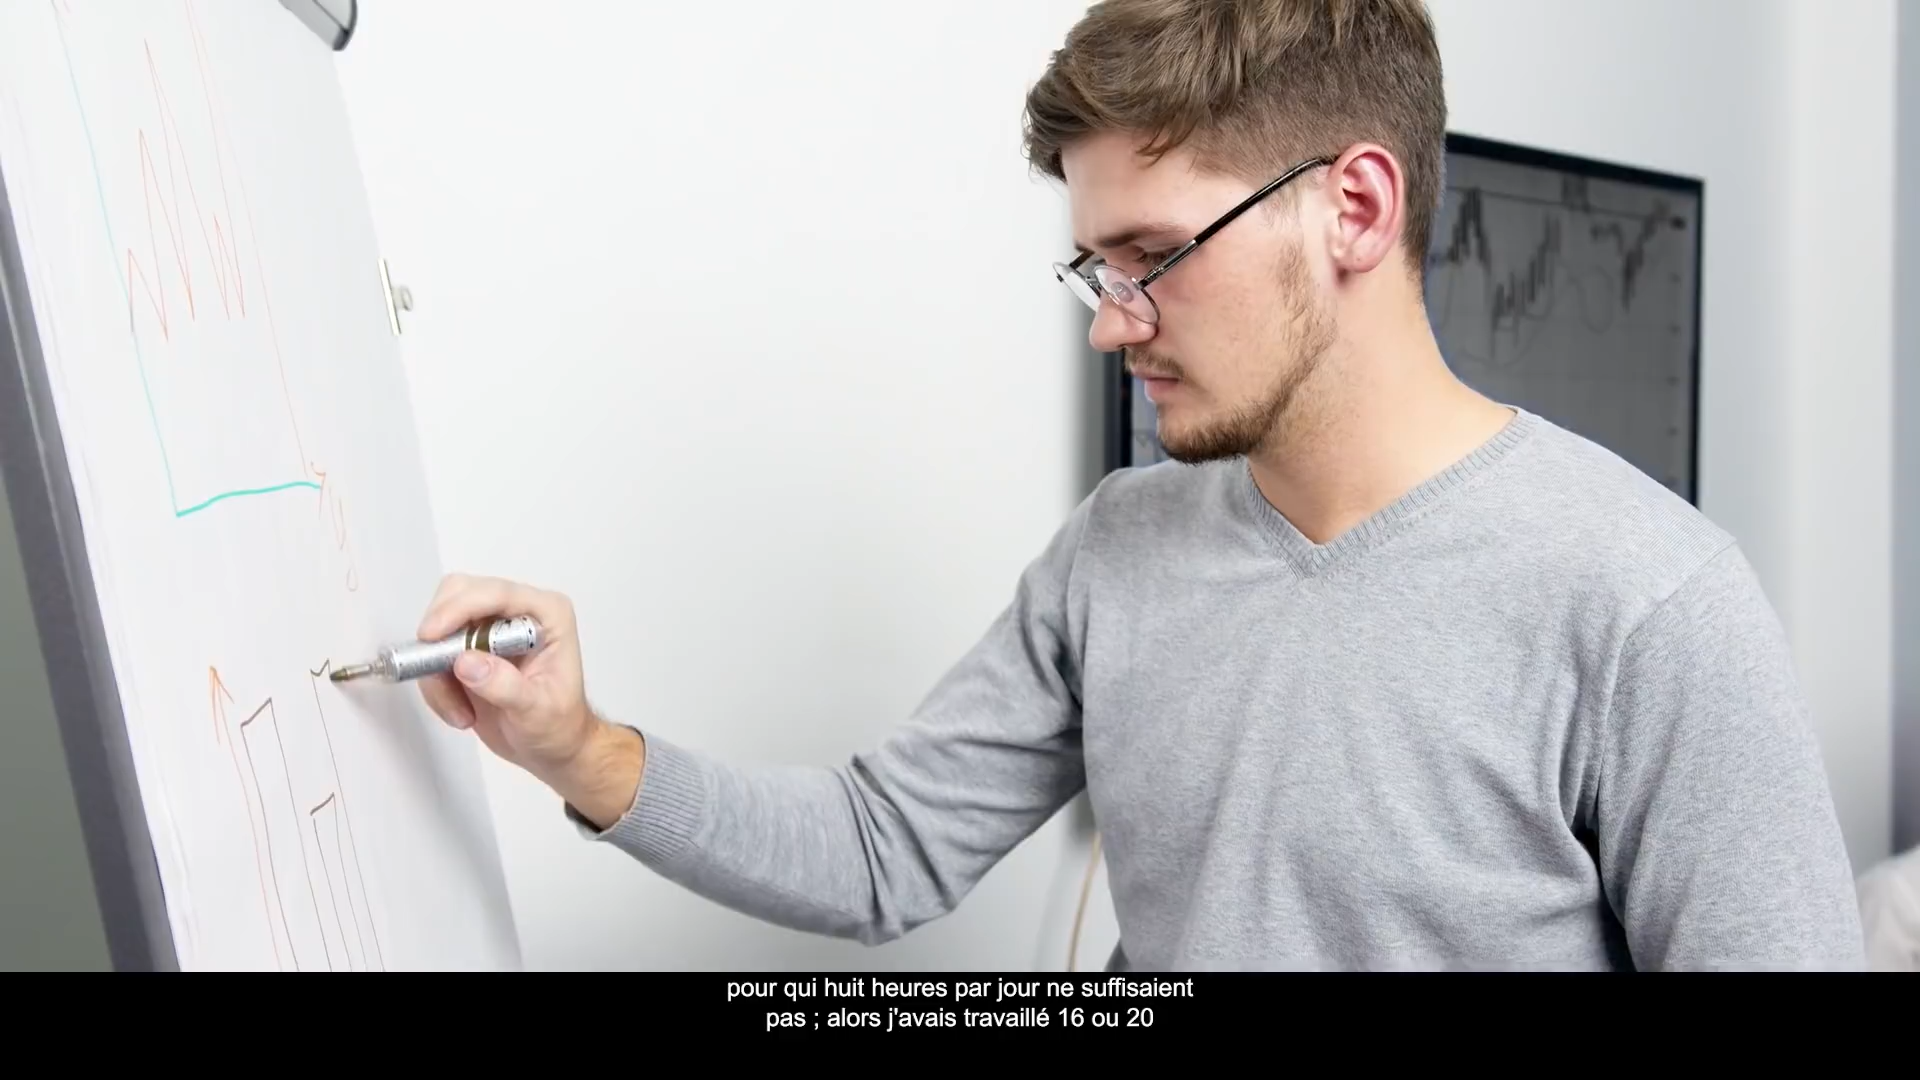 pour qui huit heures par jour ne suffisaient
pas ; alors j'avais travaillé 16 ou 20